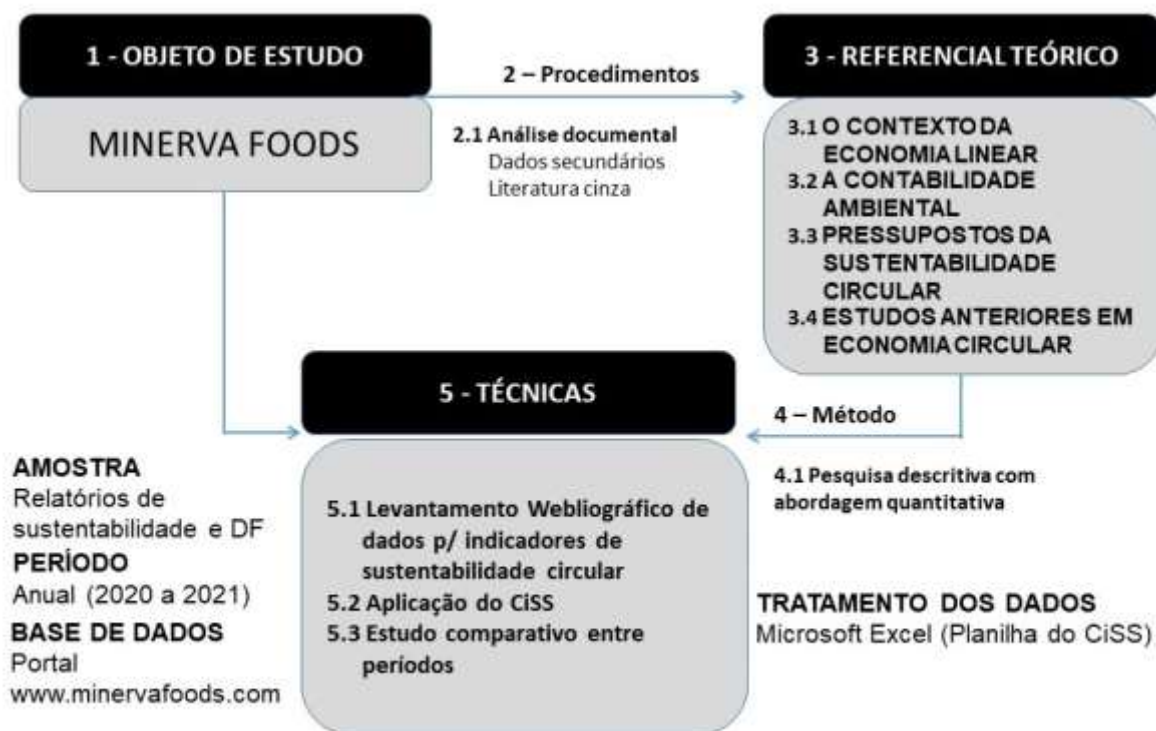 1 - OBJETO DE ESTUDO
MINERVA FOODS
2 – Procedimentos
2.1 Análise documental
Dados secundários
Literatura cinza
3 - REFERENCIAL TEÓRICO
3.1 O CONTEXTO DA
ECONOMIA LINEAR
3.2 A CONTABILIDADE
AMBIENTAL
3.3 PRESSUPOSTOS DA
SUSTENTABILIDADE
CIRCULAR
3.4 ESTUDOS ANTERIORES EM
ECONOMIA CIRCULAR
4 – Método
4.1 Pesquisa descritiva com
abordagem quantitativa
5 - TÉCNICAS
5.1 Levantamento Webliográfico de
dados p/ indicadores de
sustentabilidade circular
5.2 Aplicação do CiSS
5.3 Estudo comparativo entre
períodos
AMOSTRA
Relatórios de
sustentabilidade e DF
PERÍODO
Anual (2020 a 2021)
BASE DE DADOS
Portal
www.minervafoods.com
TRATAMENTO DOS DADOS
Microsoft Excel (Planilha do CiSS)